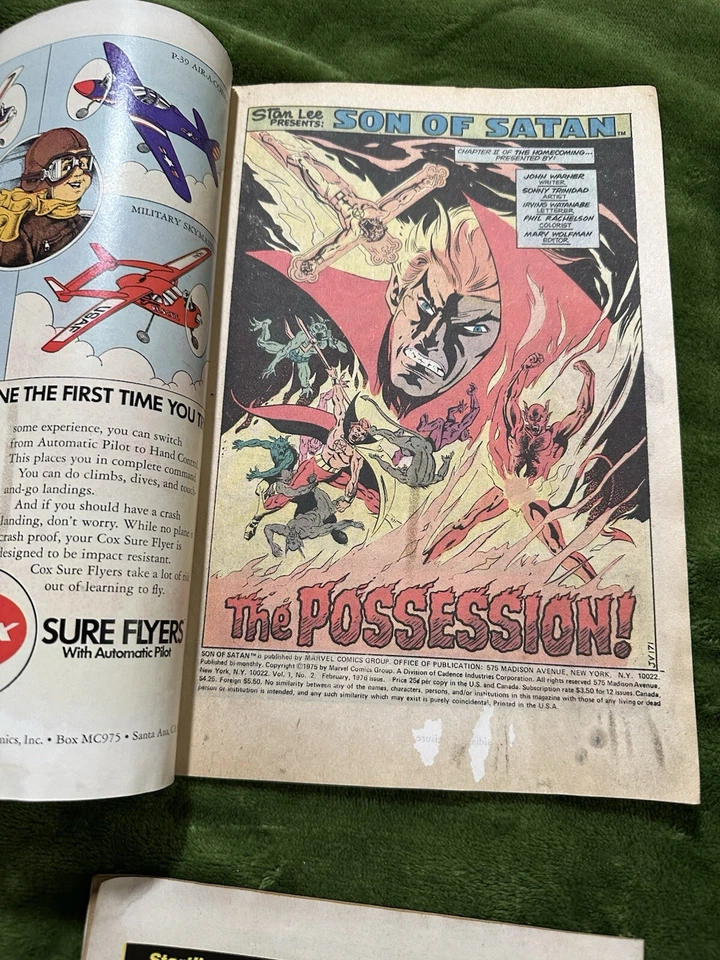 P-39 AIR-A-CO
MILITARY SKYMA
NE THE FIRST TIME YOU T
some experience, you can switch
from Automatic Pilot to Hand Control
This places you in complete command
You can do climbs, dives, and touch-
and-go landings.
And if you should have a crash
landing, don't worry. While no plane
crash proof, your Cox Sure Flyer is
designed to be impact resistant.
Cox Sure Flyers take a lot of
out of learning to fly.
SURE FLYERS
With Automatic Pilot
mics, Inc. • Box MC975 • Santa Ana, C
USAF
Stan Lee
PRESENTS: SON OF SATAN™
CHAPTER II OF THE HOMECOMING...
PRESENTED BY:
JOHN WARNER
WRITER
SONNY TRINIDAD
ARTIST
IRVING WATANABE
LETTERER
PHIL RACHELSON
COLORIST
MARV WOLFMAN
EDITOR
The POSSESSION!
JV171
SON OF SATAN™ is published by MARVEL COMICS GROUP. OFFICE OF PUBLICATION: 575 MADISON AVENUE, NEW YORK, N.Y. 10022.
Published bi-monthly. Copyright ©1975 by Marvel Comics Group. A Division of Cadence Industries Corporation. All rights reserved 575 Madison Avenue,
New York, N.Y. 10022. Vol. 1, No. 2. February, 1976 issue. Price 25¢ per copy in the U.S. and Canada. Subscription rate $3.50 for 12 issues. Canada,
$4.25. Foreign $5.50. No similarity between any of the names, characters, persons, and/or institutions in this magazine with those of any living or dead
person or institution is intended, and any such similarity which may exist is purely coincidental. Printed in the U.S.A.